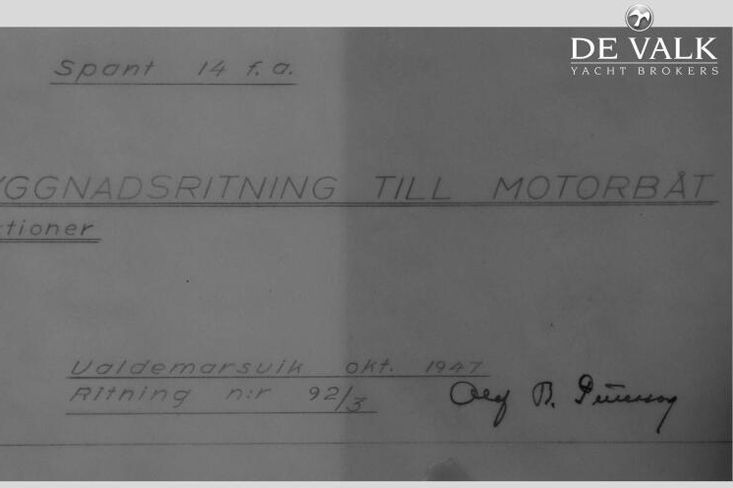 DE VALK
YACHT BROKERS
Spant 14 f.a.
YGGNADSRITNING TILL MOTORBÅT
tioner
Valdemarsvik okt. 1947
Ritning n:r 92/3
B.